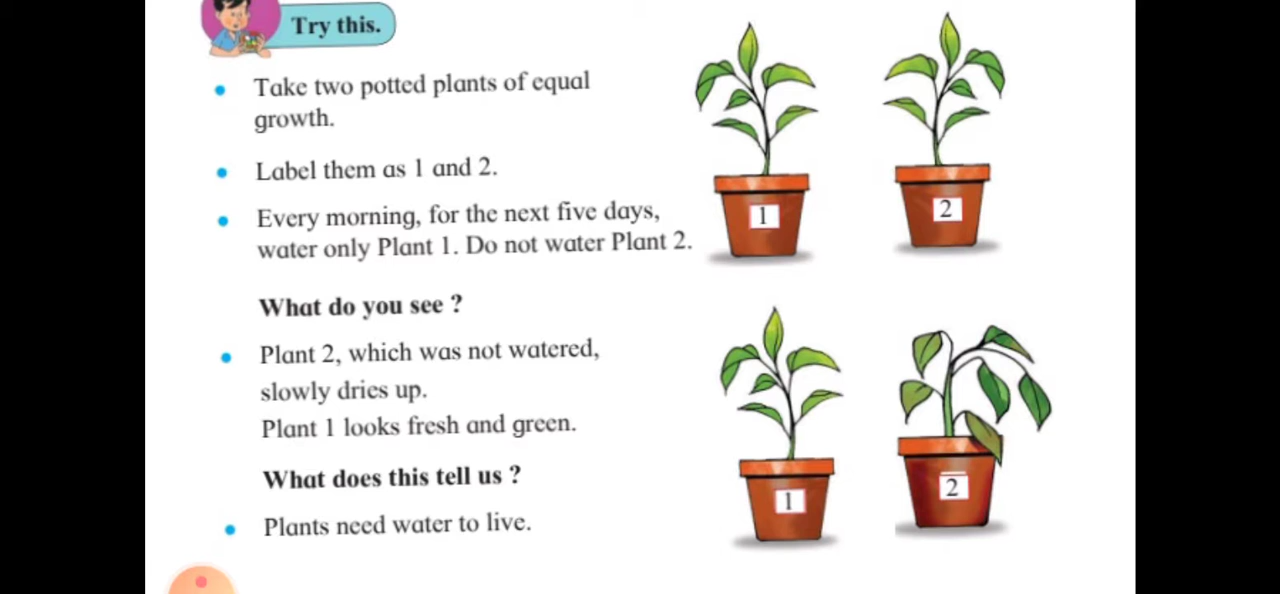 Try this.
Take two potted plants of equal
growth.
Label them as 1 and 2.
Every morning, for the next five days,
water only Plant 1. Do not water Plant 2.
1
2
What do you see ?
Plant 2, which was not watered,
slowly dries up.
Plant 1 looks fresh and green.
What does this tell us ?
Plants need water to live.
1
2